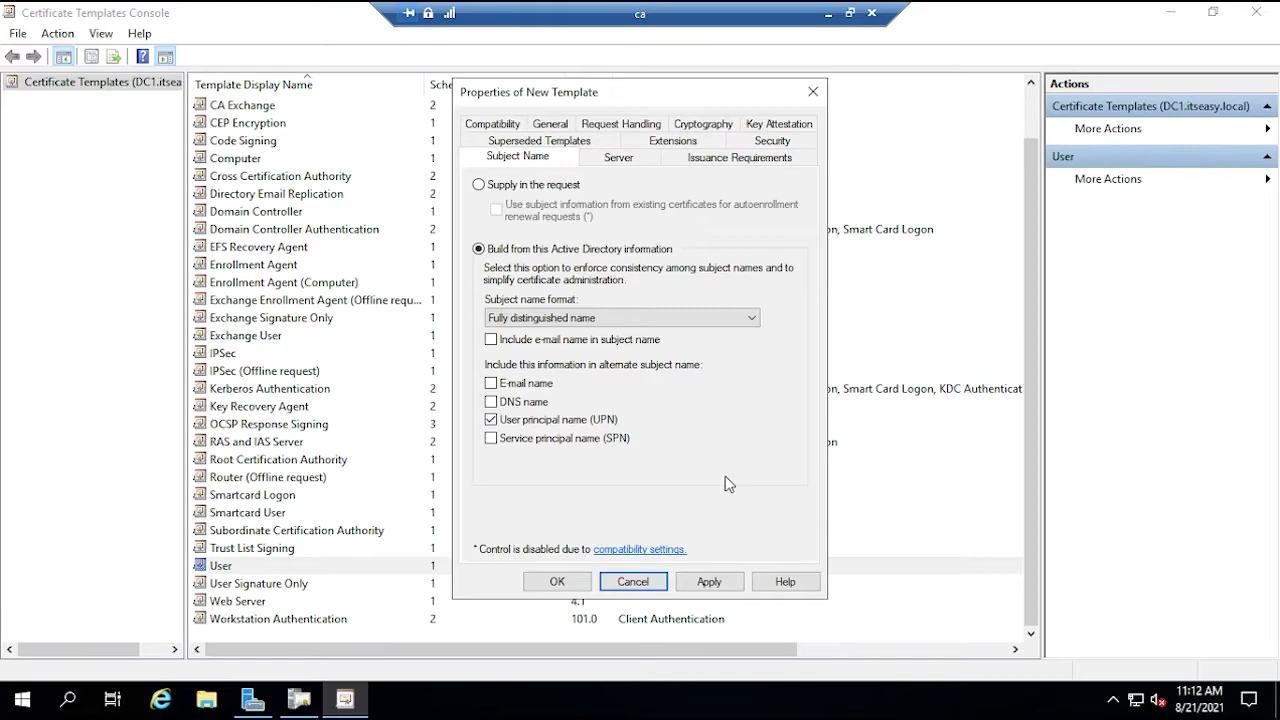 Certificate Templates Console
ca
File Action View Help
Certificate Templates (DC1.itsea
Template Display Name
Sche
CA Exchange 2
CEP Encryption 1
Code Signing 1
Computer 1
Cross Certification Authority 2
Directory Email Replication 2
Domain Controller 1
Domain Controller Authentication 2
on, Smart Card Logon
EFS Recovery Agent 1
Enrollment Agent 1
Enrollment Agent (Computer) 1
Exchange Enrollment Agent (Offline requ... 1
Exchange Signature Only 1
Exchange User 1
IPSec 1
IPSec (Offline request) 1
Kerberos Authentication 2
on, Smart Card Logon, KDC Authenticat
Key Recovery Agent 2
OCSP Response Signing 3
RAS and IAS Server 2
on
Root Certification Authority 1
Router (Offline request) 1
Smartcard Logon 1
Smartcard User 1
Subordinate Certification Authority 1
Trust List Signing 1
User 1
User Signature Only 1
Web Server 1 4.1
Workstation Authentication 2 101.0 Client Authentication
Properties of New Template
Compatibility General Request Handling Cryptography Key Attestation
Superseded Templates Extensions Security
Subject Name Server Issuance Requirements
Supply in the request
Use subject information from existing certificates for autoenrollment
renewal requests (*)
Build from this Active Directory information
Select this option to enforce consistency among subject names and to
simplify certificate administration.
Subject name format:
Fully distinguished name
Include e-mail name in subject name
Include this information in alternate subject name:
E-mail name
DNS name
User principal name (UPN)
Service principal name (SPN)
* Control is disabled due to compatibility settings.
OK Cancel Apply Help
Actions
Certificate Templates (DC1.itseasy.local)
More Actions
User
More Actions
11:12 AM
8/21/2021